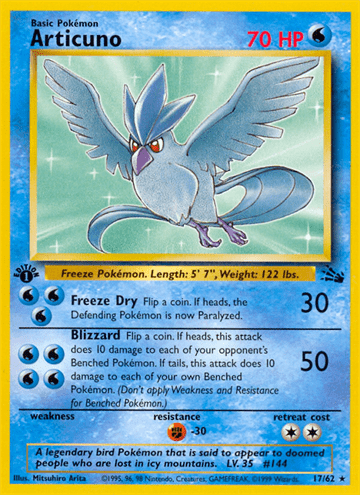 Basic Pokémon
Articuno 70 HP
EDITION
1
Freeze Pokémon. Length: 5' 7", Weight: 122 lbs.
Freeze Dry Flip a coin. If heads, the
Defending Pokémon is now Paralyzed.
30
Blizzard Flip a coin. If heads, this attack
does 10 damage to each of your opponent's
Benched Pokémon. If tails, this attack does 10
damage to each of your own Benched
Pokémon. (Don't apply Weakness and Resistance
for Benched Pokémon.)
50
weakness resistance retreat cost
-30
A legendary bird Pokémon that is said to appear to doomed
people who are lost in icy mountains. LV. 35 #144
Illus. Mitsuhiro Arita ©1995, 96, 98 Nintendo, Creatures, GAMEFREAK. ©1999 Wizards. 17/62 ★